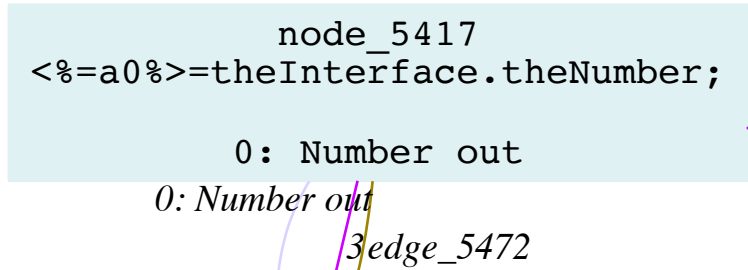 node_5417
<%=a0%>=theInterface.theNumber;
0: Number out
0: Number out
3edge_5472